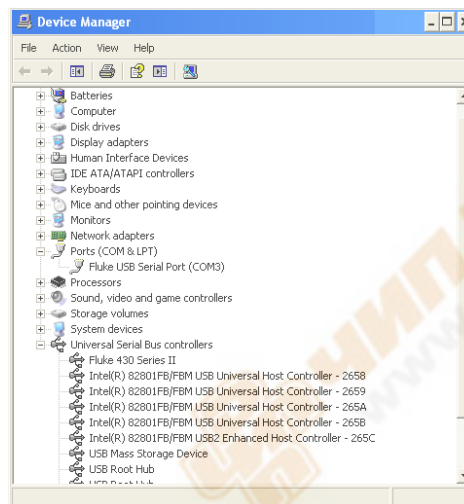 Device Manager
File Action View Help
Batteries
Computer
Disk drives
Display adapters
Human Interface Devices
IDE ATA/ATAPI controllers
Keyboards
Mice and other pointing devices
Monitors
Network adapters
Ports (COM & LPT)
Fluke USB Serial Port (COM3)
Processors
Sound, video and game controllers
Storage volumes
System devices
Universal Serial Bus controllers
Fluke 430 Series II
Intel(R) 82801FB/FBM USB Universal Host Controller - 2658
Intel(R) 82801FB/FBM USB Universal Host Controller - 2659
Intel(R) 82801FB/FBM USB Universal Host Controller - 265A
Intel(R) 82801FB/FBM USB Universal Host Controller - 265B
Intel(R) 82801FB/FBM USB2 Enhanced Host Controller - 265C
USB Mass Storage Device
USB Root Hub
USB Root Hub